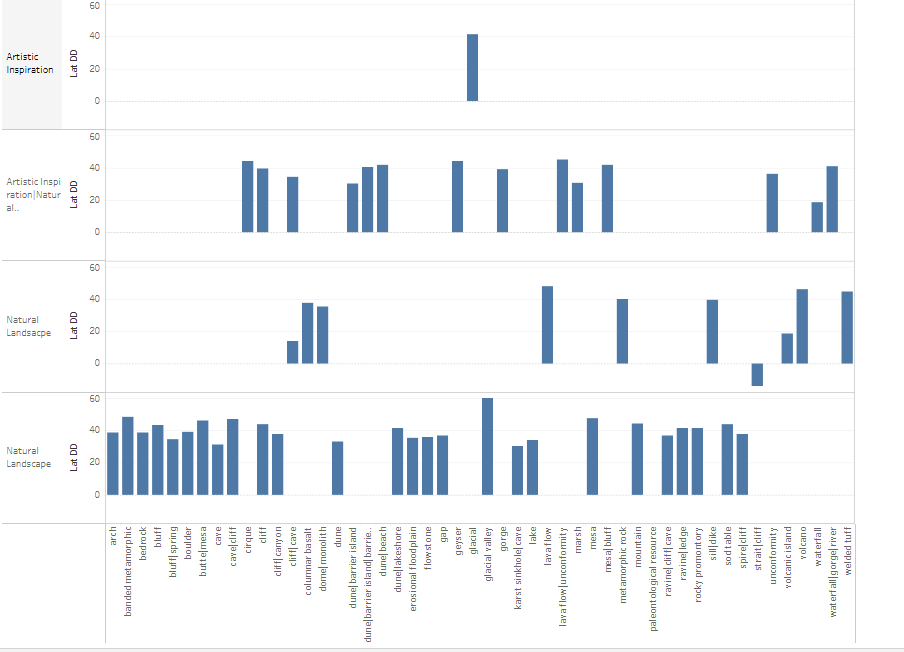 60
40
20
0
Artistic
Inspiration
Lat DD
60
40
20
0
Artistic Inspi
ration|Natur
al..
Lat DD
60
40
20
0
Natural
Landsacpe
Lat DD
60
40
20
0
Natural
Landscape
Lat DD
arch
banded metamorphic
bedrock
bluff
bluff|spring
boulder
butte|mesa
cave
cave|cliff
cirque
cliff
cliff|canyon
cliff|cave
columnar basalt
dome|monolith
dune
dune|barrier island
dune|barrier island|barrie..
dune|beach
dune|lakeshore
erosional floodplain
flowstone
gap
geyser
glacial
glacial valley
gorge
karst sinkhole|cave
lake
lava flow
lava flow|unconformity
marsh
mesa
mesa|bluff
metamorphic rock
mountain
paleontological resource
ravine|cliff|cave
ravine|ledge
rocky promontory
sill|dike
sod table
spire|cliff
strait|cliff
unconformity
volcanic island
volcano
waterfall
waterfall|gorge|river
welded tuff